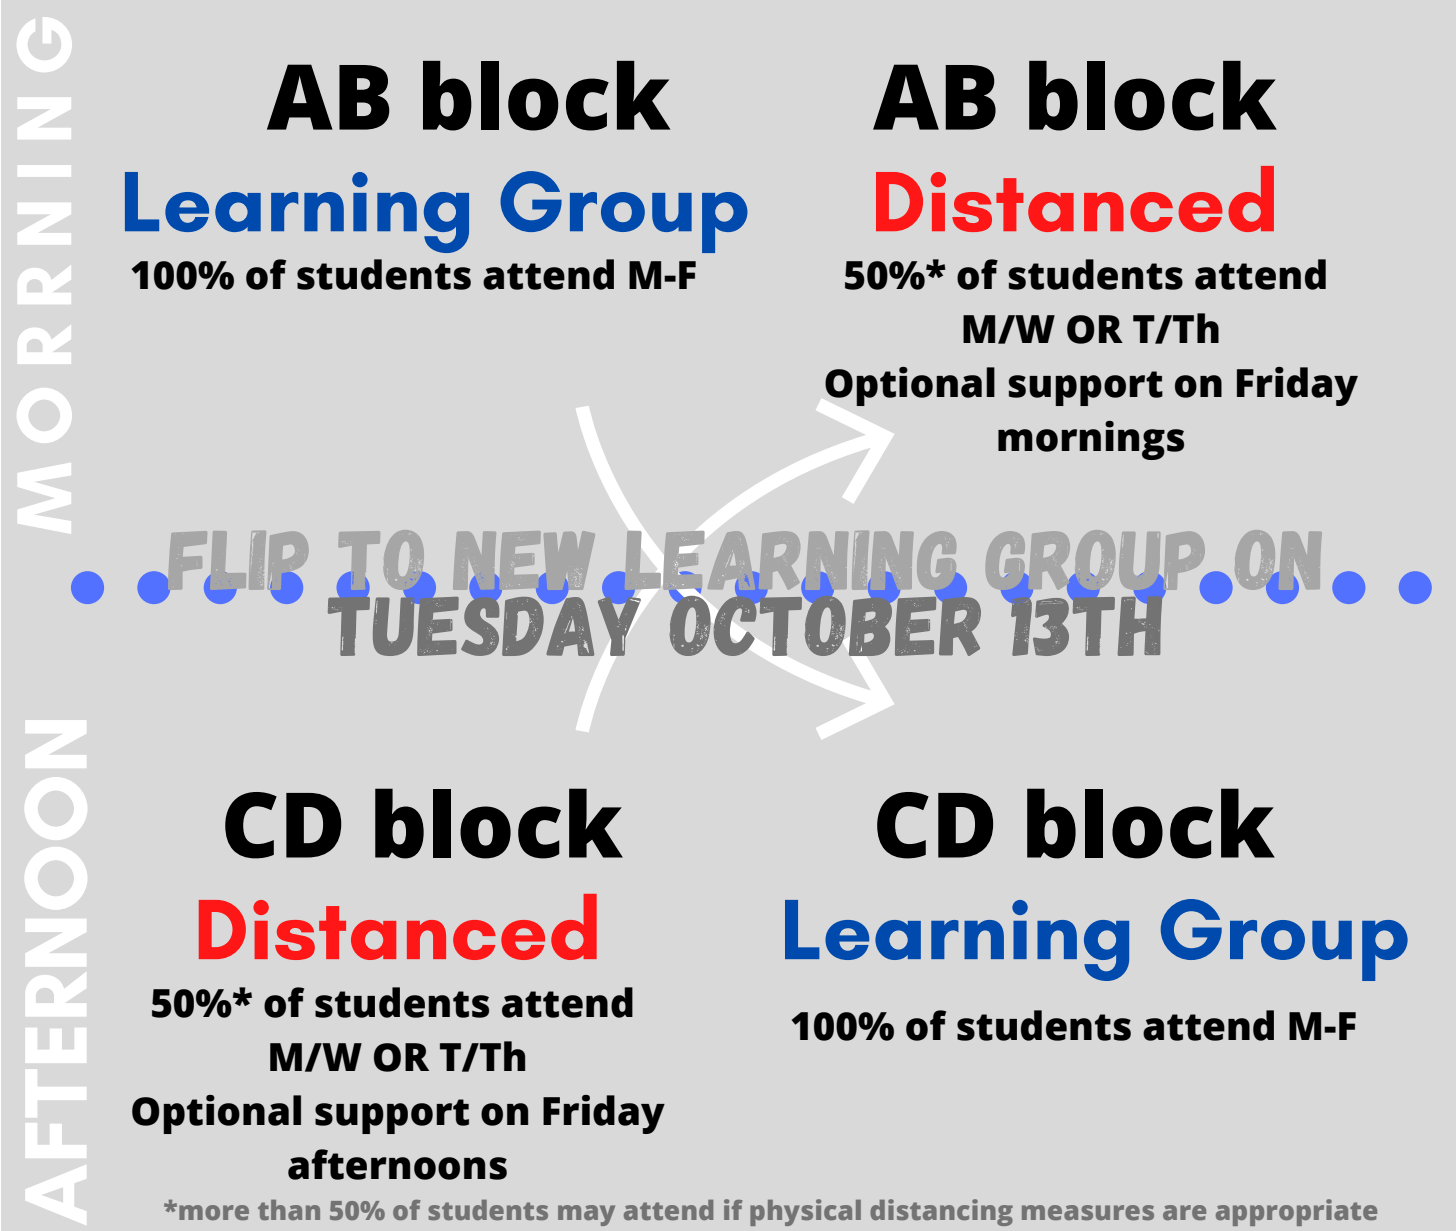 MORNING
AB block
Learning Group
100% of students attend M-F
AB block
Distanced
50%* of students attend
M/W OR T/Th
Optional support on Friday
mornings
FLIP TO NEW LEARNING GROUP ON
TUESDAY OCTOBER 13TH
AFTERNOON
CD block
Distanced
50%* of students attend
M/W OR T/Th
Optional support on Friday
afternoons
CD block
Learning Group
100% of students attend M-F
*more than 50% of students may attend if physical distancing measures are appropriate